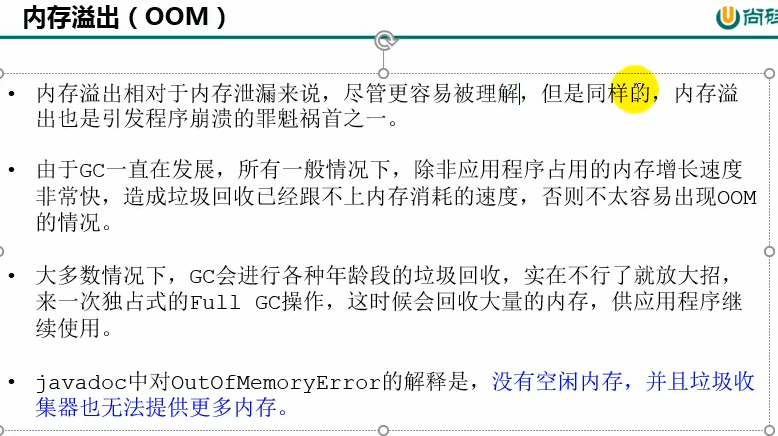 内存溢出（OOM）
尚硅
• 内存溢出相对于内存泄漏来说，尽管更容易被理解，但是同样的，内存溢
出也是引发程序崩溃的罪魁祸首之一。
• 由于GC一直在发展，所有一般情况下，除非应用程序占用的内存增长速度
非常快，造成垃圾回收已经跟不上内存消耗的速度，否则不太容易出现OOM
的情况。
• 大多数情况下，GC会进行各种年龄段的垃圾回收，实在不行了就放大招，
来一次独占式的Full GC操作，这时候会回收大量的内存，供应用程序继
续使用。
• javadoc中对OutOfMemoryError的解释是，没有空闲内存，并且垃圾收
集器也无法提供更多内存。